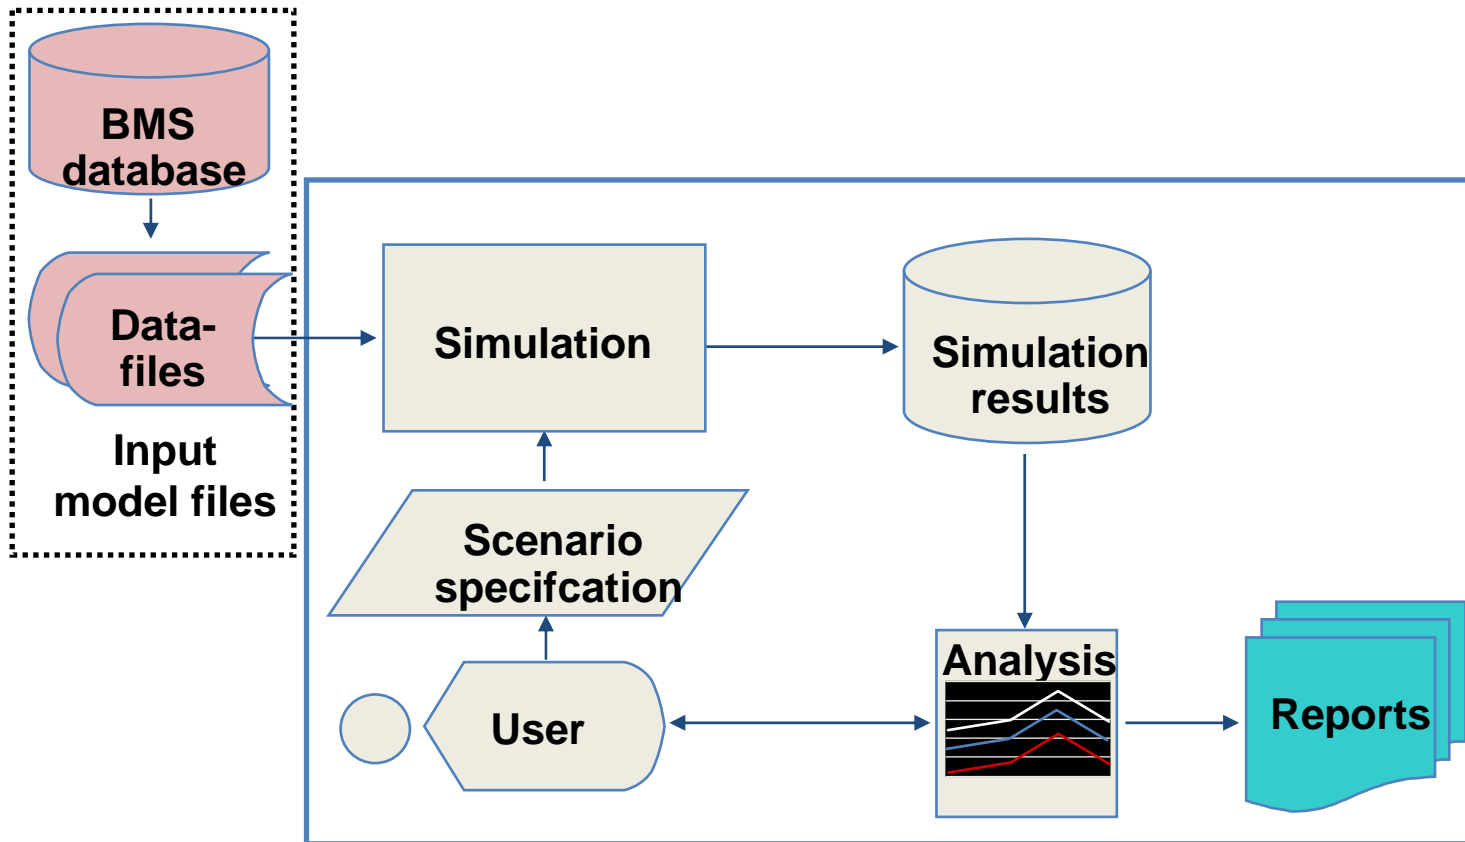 BMS
database
Data-
files
Input
model files
Simulation
Simulation
results
Scenario
specifcation
User
Analysis
Reports